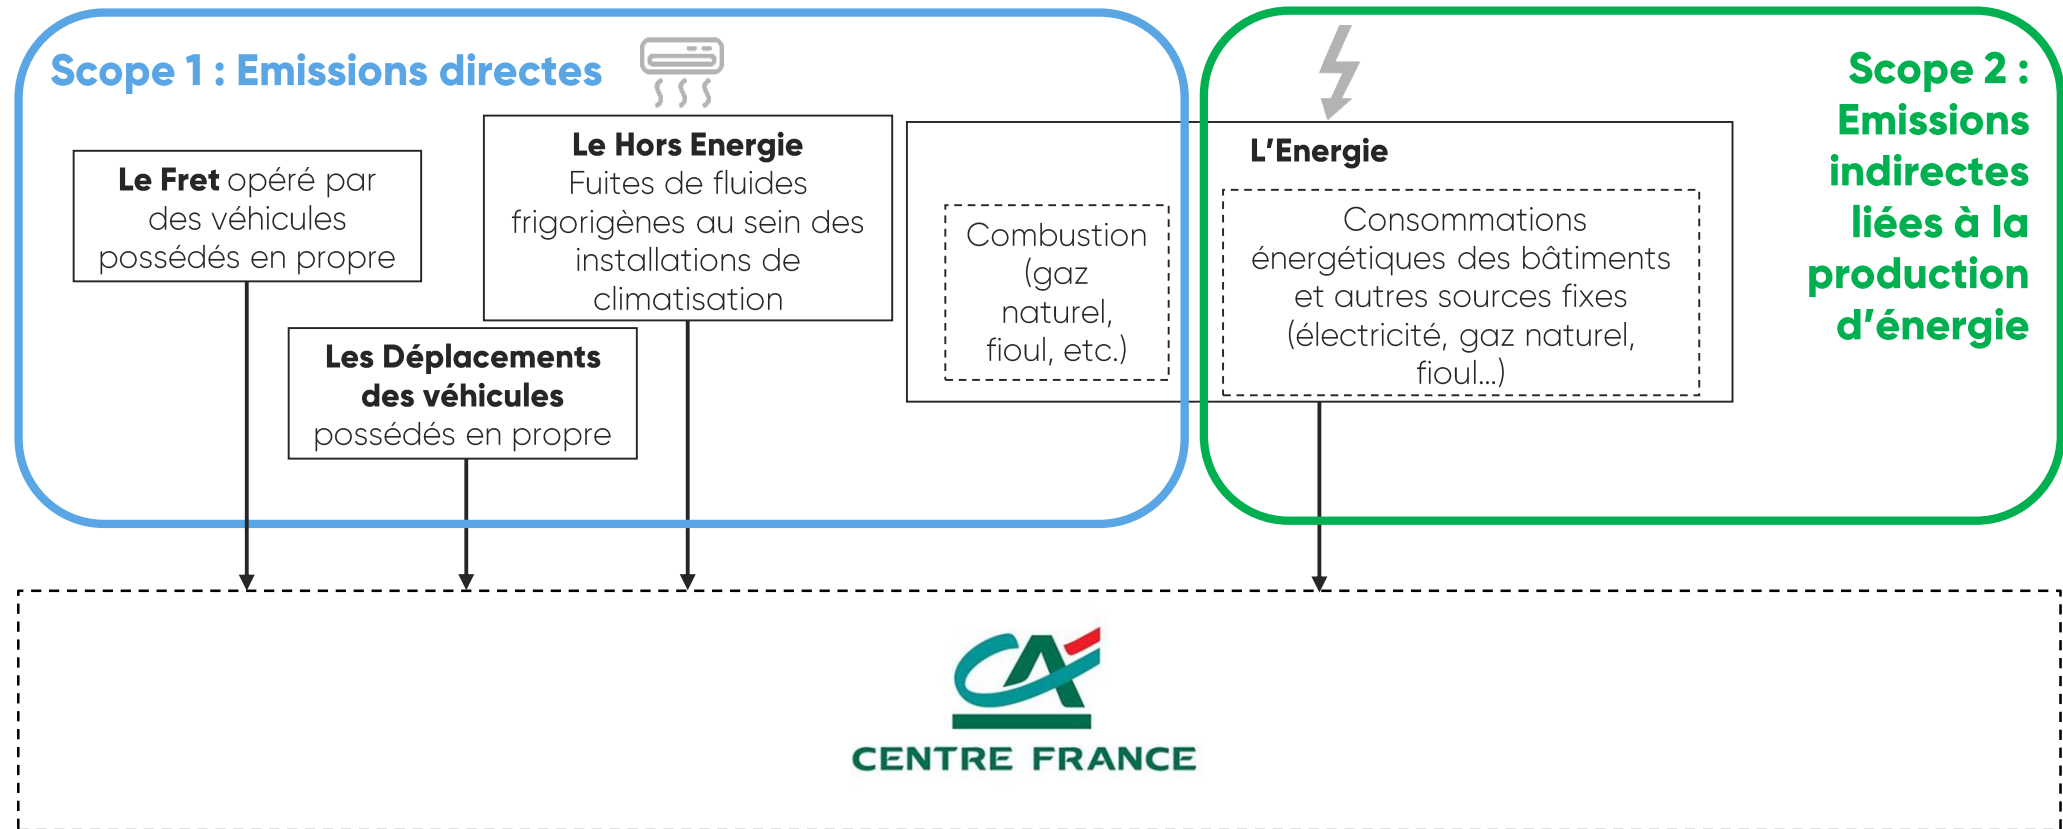 Scope 1 : Emissions directes
Le Fret opéré par
des véhicules
possédés en propre
Les Déplacements
des véhicules
possédés en propre
Le Hors Energie
Fuites de fluides
frigorigènes au sein des
installations de
climatisation
Combustion
(gaz
naturel,
fioul, etc.)
L'Energie
Consommations
énergétiques des bâtiments
et autres sources fixes
(électricité, gaz naturel,
fioul...)
Scope 2 :
Emissions
indirectes
liées à la
production
d'énergie
CA
CENTRE FRANCE